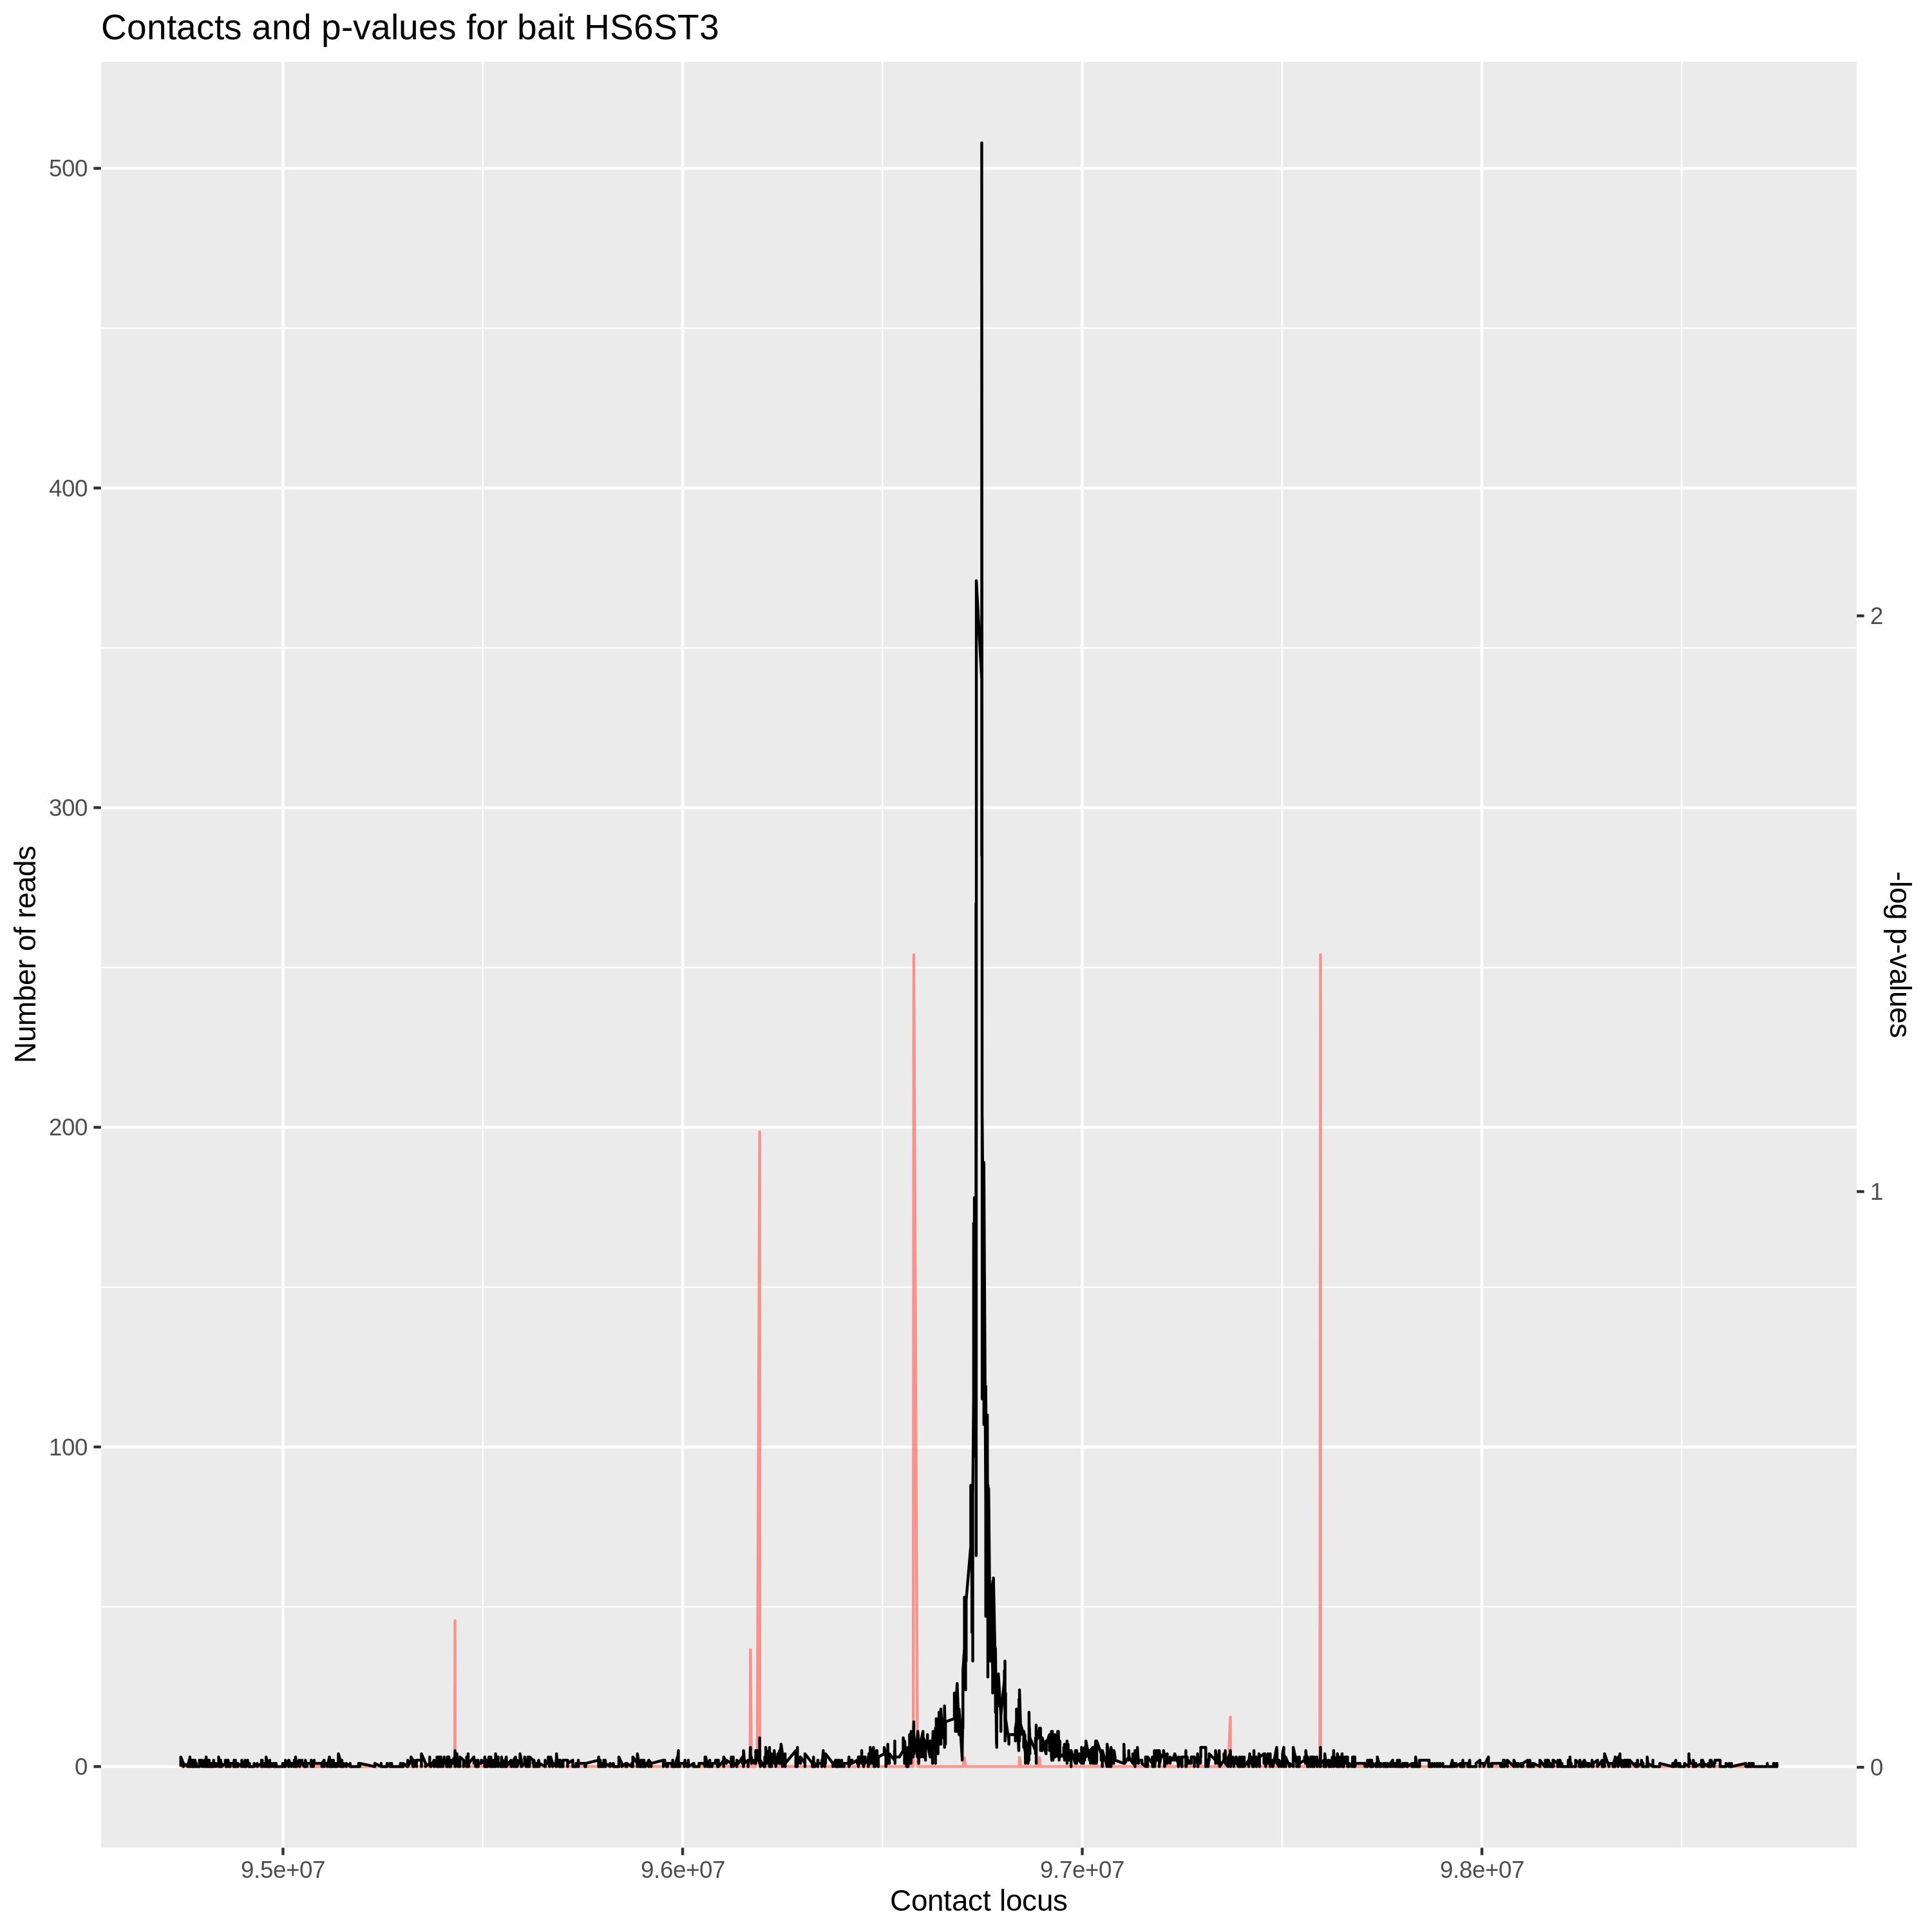 Contacts and p-values for bait HS6ST3
500
400
300
200
100
0
Number of reads
2
1
0
-log p-values
9.5e+07
9.6e+07
9.7e+07
9.8e+07
Contact locus